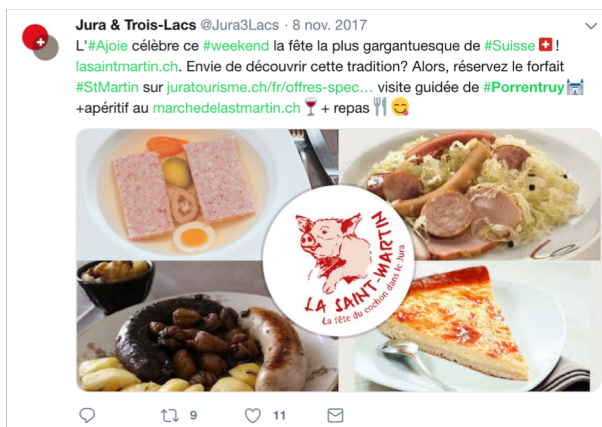 Jura & Trois-Lacs @Jura3Lacs · 8 nov. 2017
L'#Ajoie célèbre ce #weekend la fête la plus gargantuesque de #Suisse 🇨🇭 !
lasaintmartin.ch. Envie de découvrir cette tradition? Alors, réservez le forfait
#StMartin sur juratourisme.ch/fr/offres-spec… visite guidée de #Porrentruy🏰
+apéritif au marchedelastmartin.ch🍷 + repas🍴 😋
LA SAINT-MARTIN
La fête du cochon dans le Jura
9
11